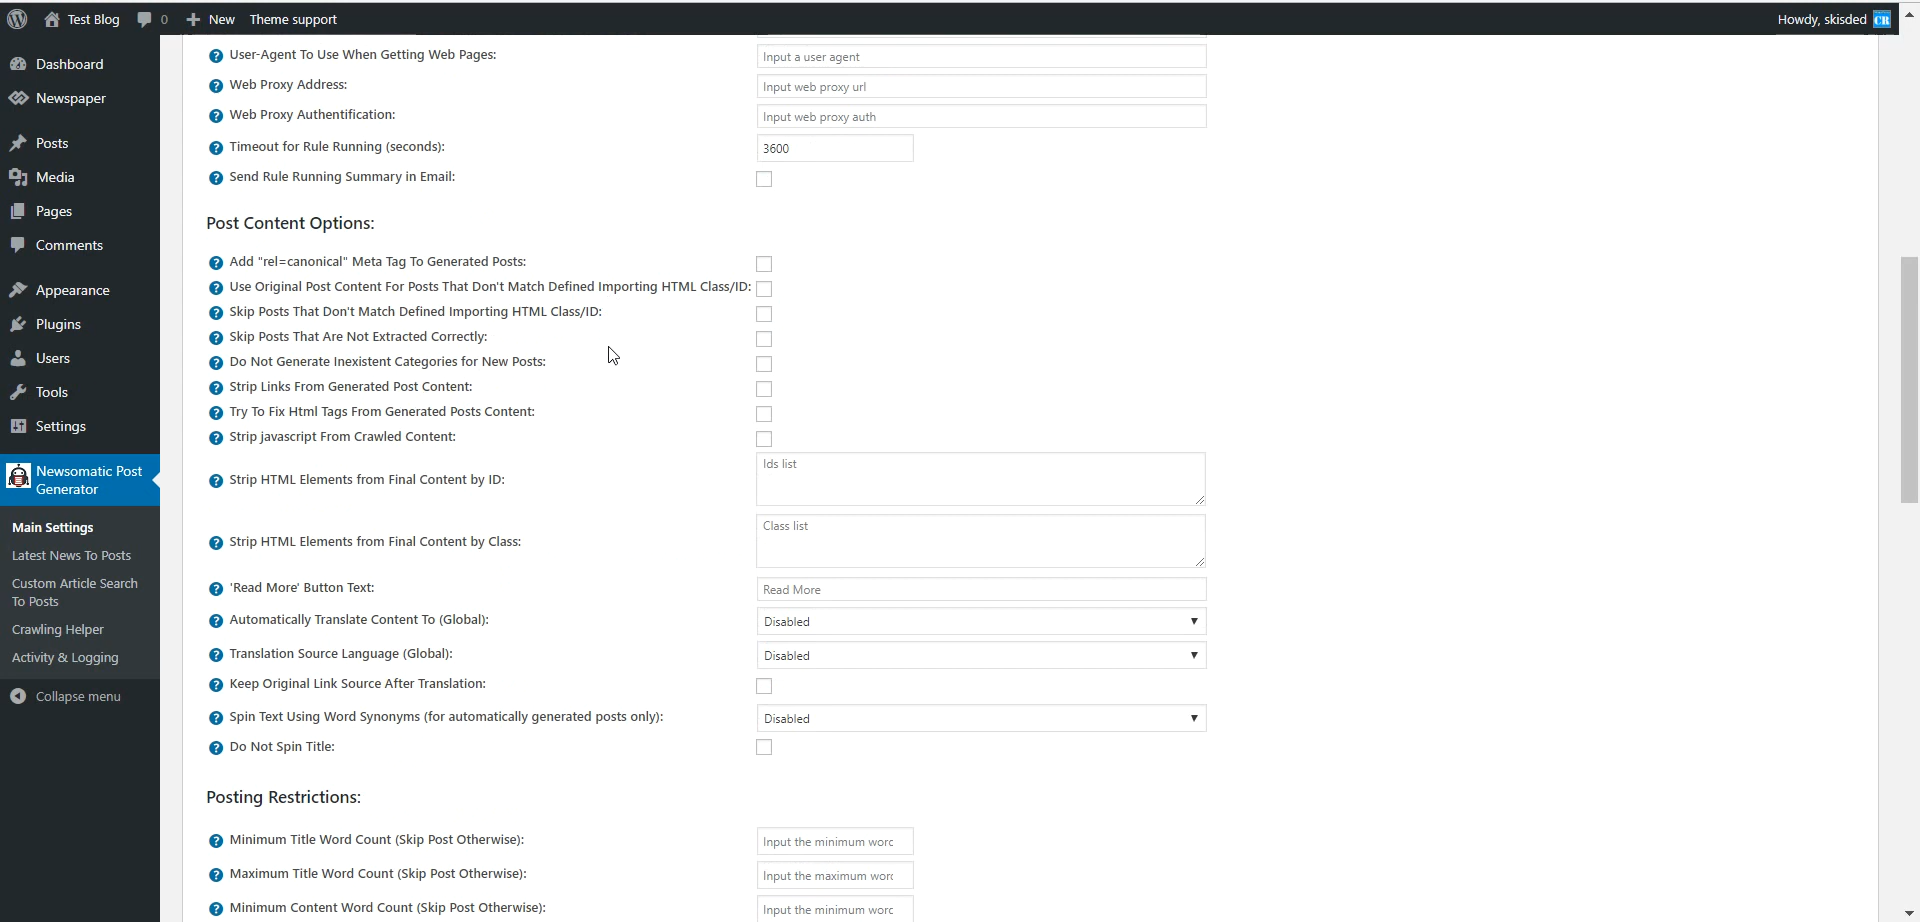 Test Blog 0 New Theme support Howdy, skisded CR
Dashboard
Newspaper
Posts
Media
Pages
Comments
Appearance
Plugins
Users
Tools
Settings
Newsomatic Post
Generator
Main Settings
Latest News To Posts
Custom Article Search
To Posts
Crawling Helper
Activity & Logging
Collapse menu
User-Agent To Use When Getting Web Pages: Input a user agent
Web Proxy Address: Input web proxy url
Web Proxy Authentification: Input web proxy auth
Timeout for Rule Running (seconds): 3600
Send Rule Running Summary in Email:
Post Content Options:
Add "rel=canonical" Meta Tag To Generated Posts:
Use Original Post Content For Posts That Don't Match Defined Importing HTML Class/ID:
Skip Posts That Don't Match Defined Importing HTML Class/ID:
Skip Posts That Are Not Extracted Correctly:
Do Not Generate Inexistent Categories for New Posts:
Strip Links From Generated Post Content:
Try To Fix Html Tags From Generated Posts Content:
Strip javascript From Crawled Content:
Strip HTML Elements from Final Content by ID: Ids list
Strip HTML Elements from Final Content by Class: Class list
'Read More' Button Text: Read More
Automatically Translate Content To (Global): Disabled
Translation Source Language (Global): Disabled
Keep Original Link Source After Translation:
Spin Text Using Word Synonyms (for automatically generated posts only): Disabled
Do Not Spin Title:
Posting Restrictions:
Minimum Title Word Count (Skip Post Otherwise): Input the minimum worc
Maximum Title Word Count (Skip Post Otherwise): Input the maximum worc
Minimum Content Word Count (Skip Post Otherwise): Input the minimum worc